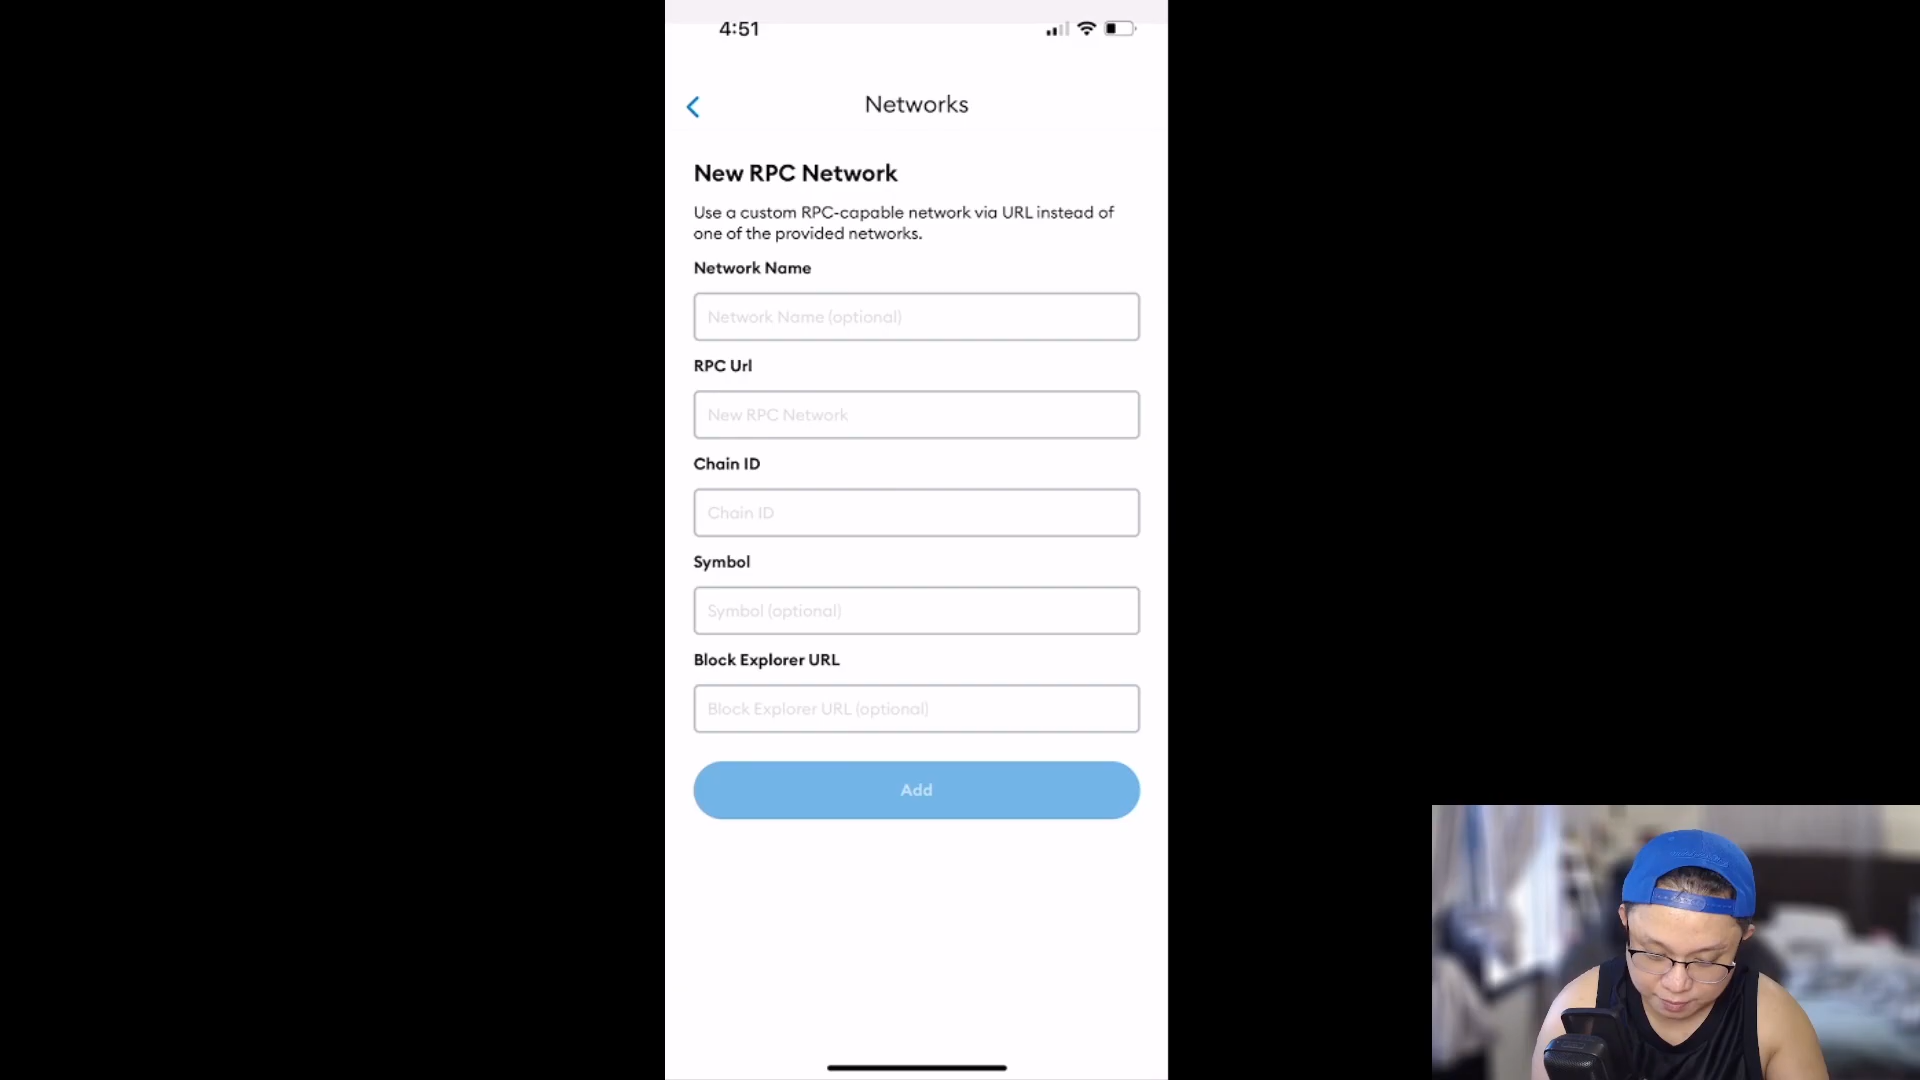 4:51
Networks
New RPC Network
Use a custom RPC-capable network via URL instead of
one of the provided networks.
Network Name
Network Name (optional)
RPC Url
New RPC Network
Chain ID
Chain ID
Symbol
Symbol (optional)
Block Explorer URL
Block Explorer URL (optional)
Add